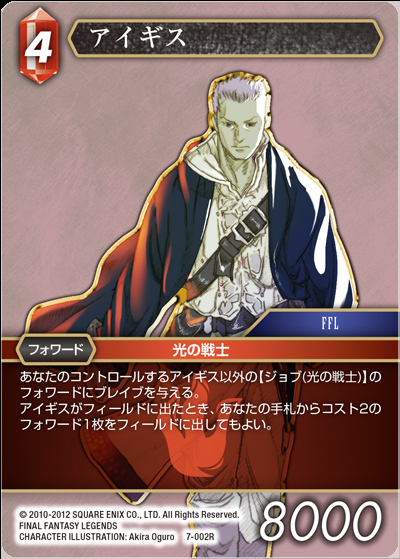 4
アイギス
FFL
フォワード
光の戦士
あなたのコントロールするアイギス以外の【ジョブ(光の戦士)】の
フォワードにブレイブを与える。
アイギスがフィールドに出たとき、あなたの手札からコスト2の
フォワード1枚をフィールドに出してもよい。
© 2010-2012 SQUARE ENIX CO., LTD. All Rights Reserved.
FINAL FANTASY LEGENDS
CHARACTER ILLUSTRATION: Akira Oguro 7-002R
8000